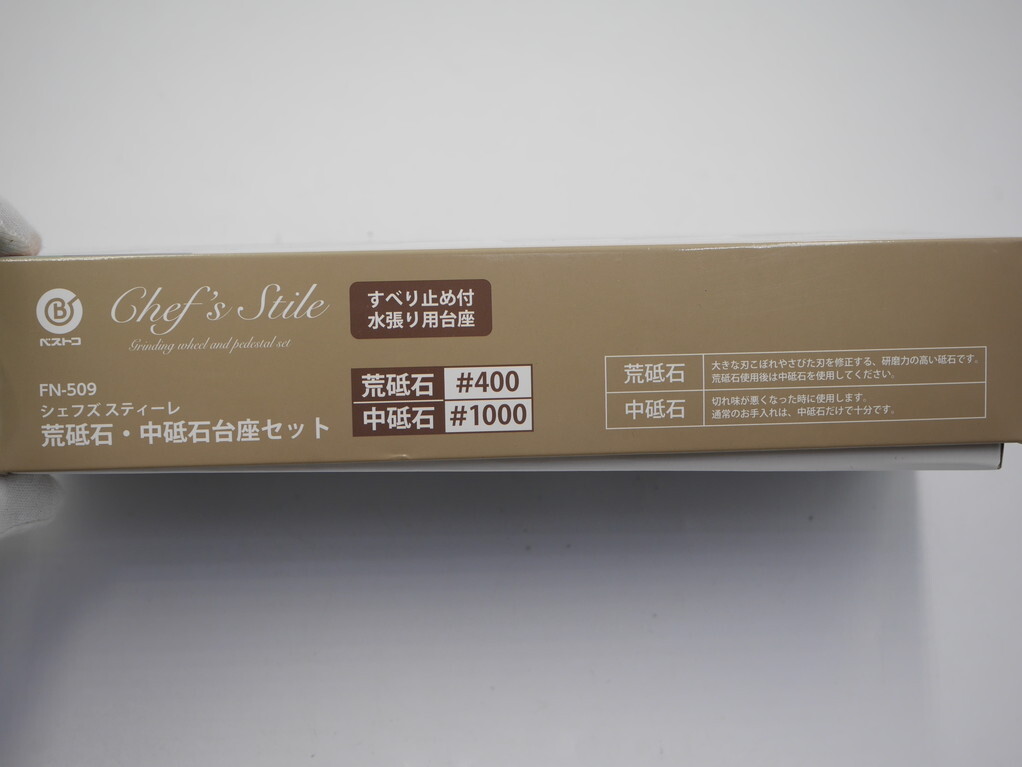 ベストコ
Chef's Stile
Grinding wheel and pedestal set
すべり止め付
水張り用台座
FN-509
シェフズ スティーレ
荒砥石・中砥石台座セット
荒砥石 #400
中砥石 #1000
荒砥石
大きな刃こぼれやさびた刃を修正する、研磨力の高い砥石です。
荒砥石使用後は中砥石を使用してください。
中砥石
切れ味が悪くなった時に使用します。
通常のお手入れは、中砥石だけで十分です。